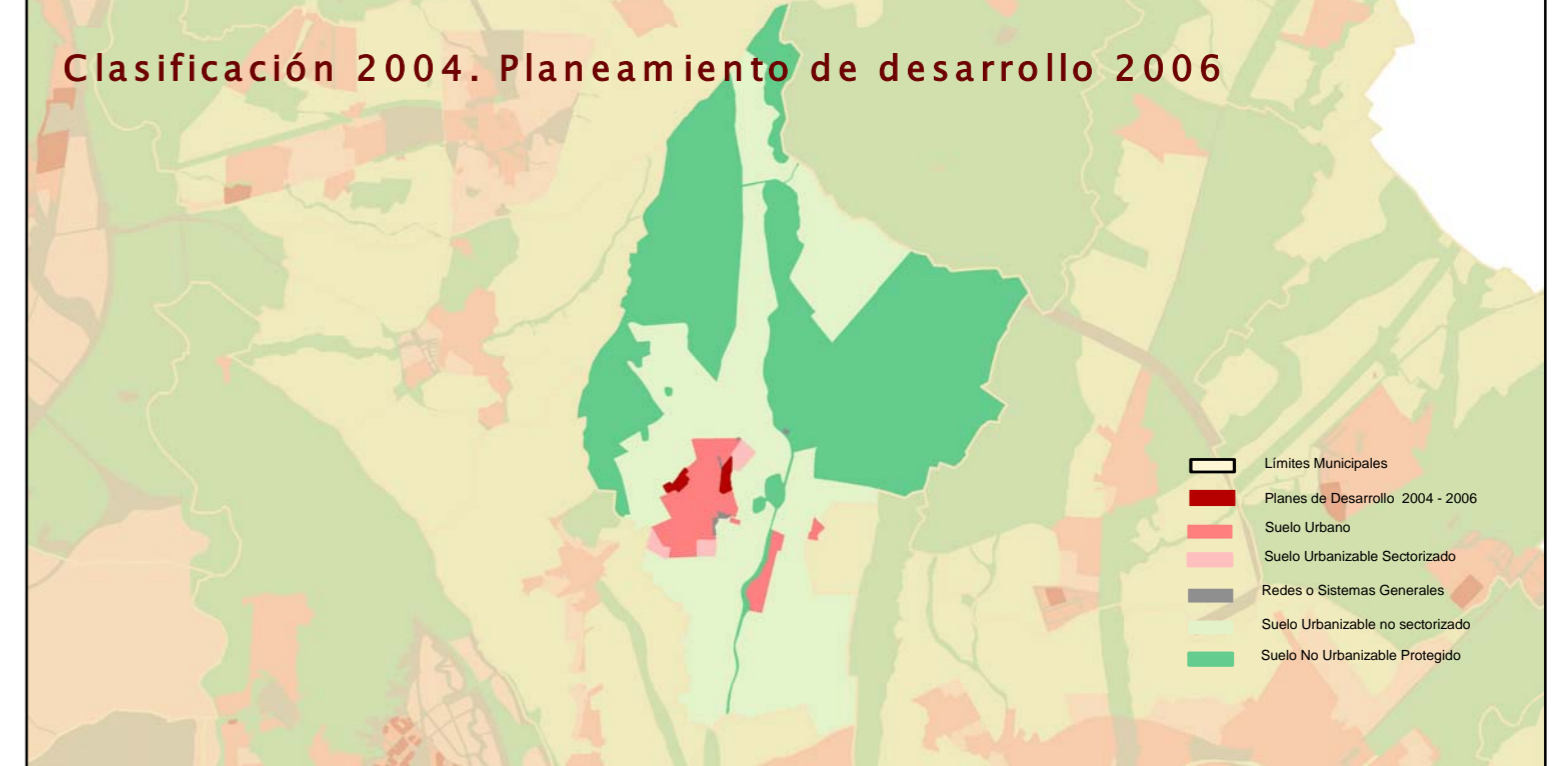 Clasificación 2004. Planeamiento de desarrollo 2006
Límites Municipales
Planes de Desarrollo 2004 - 2006
Suelo Urbano
Suelo Urbanizable Sectorizado
Redes o Sistemas Generales
Suelo Urbanizable no sectorizado
Suelo No Urbanizable Protegido